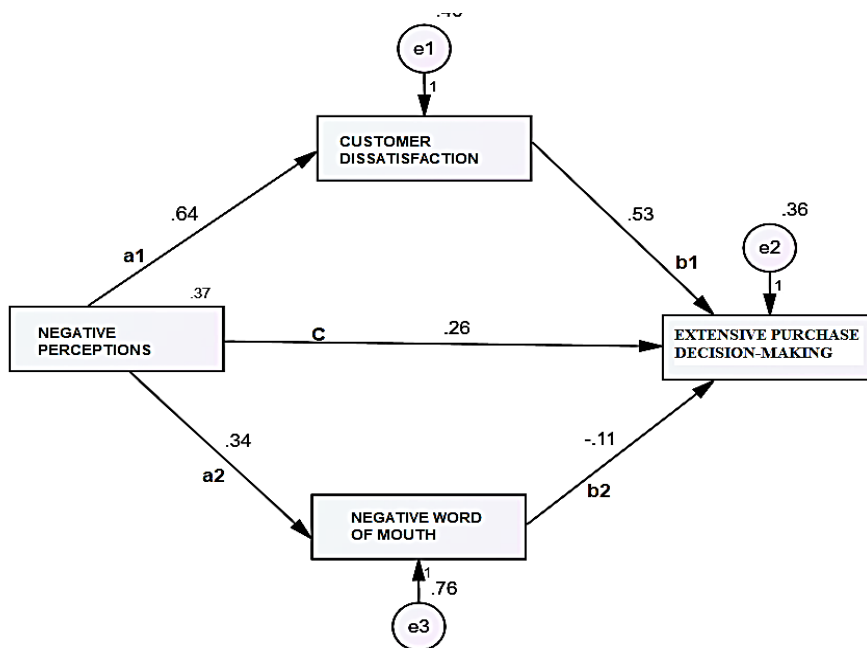 e1
1
CUSTOMER
DISSATISFACTION
.64
a1
.53
b1
.36
e2
1
.37
NEGATIVE
PERCEPTIONS
C
.26
EXTENSIVE PURCHASE
DECISION-MAKING
.34
a2
-.11
b2
NEGATIVE WORD
OF MOUTH
1
.76
e3